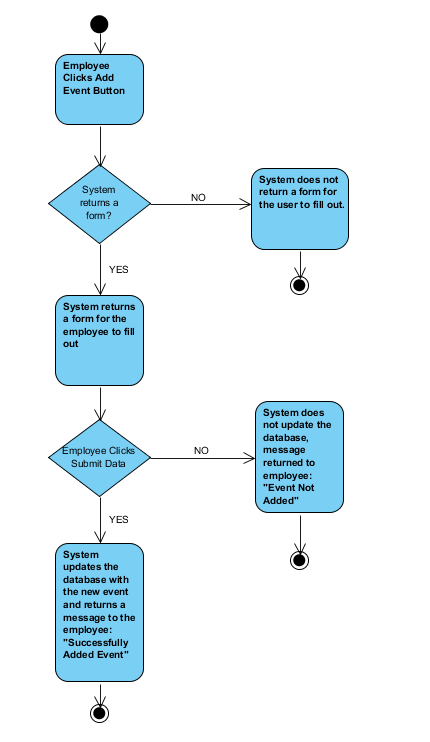 Employee
Clicks Add
Event Button
System
returns a
form?
NO
System does not
return a form for
the user to fill out.
YES
System returns
a form for the
employee to fill
out
Employee Clicks
Submit Data
NO
System does
not update the
database,
message
returned to
employee:
"Event Not
Added"
YES
System
updates the
database with
the new event
and returns a
message to the
employee:
"Successfully
Added Event"